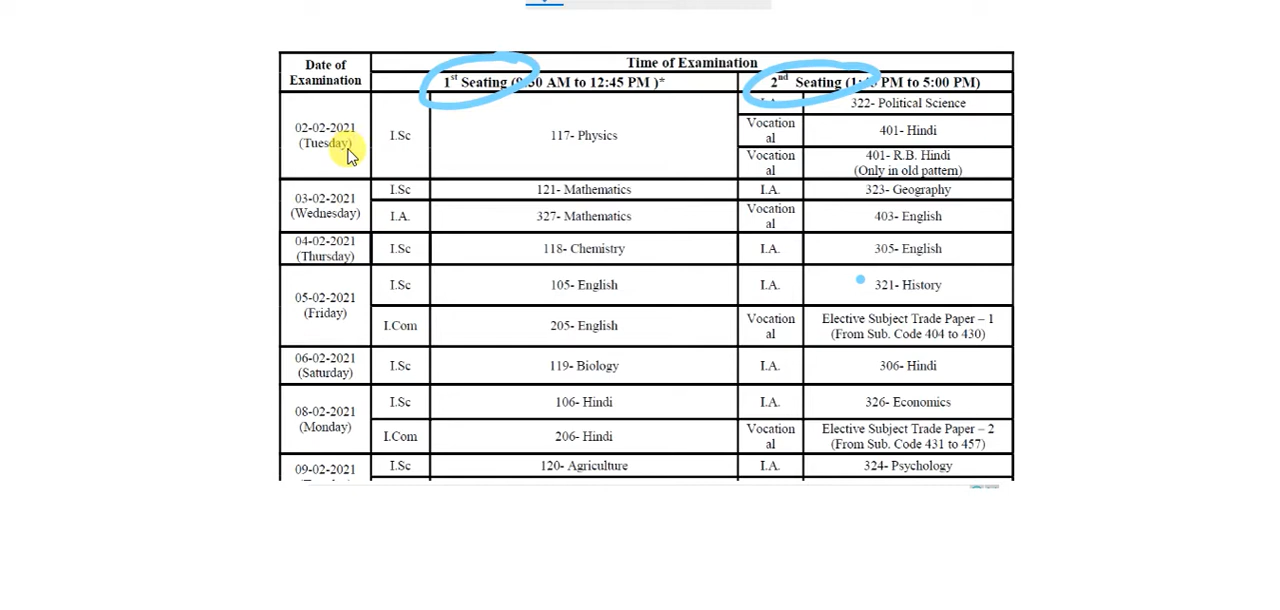 Date of Examination
Time of Examination
1st Seating (9:30 AM to 12:45 PM )*
2nd Seating (1:45 PM to 5:00 PM)
02-02-2021 (Tuesday)
I.Sc
117- Physics
I.A.
322- Political Science
Vocational
401- Hindi
Vocational
401- R.B. Hindi
(Only in old pattern)
03-02-2021 (Wednesday)
I.Sc
121- Mathematics
I.A.
323- Geography
I.A.
327- Mathematics
Vocational
403- English
04-02-2021 (Thursday)
I.Sc
118- Chemistry
I.A.
305- English
05-02-2021 (Friday)
I.Sc
105- English
I.A.
321- History
I.Com
205- English
Vocational
Elective Subject Trade Paper – 1
(From Sub. Code 404 to 430)
06-02-2021 (Saturday)
I.Sc
119- Biology
I.A.
306- Hindi
08-02-2021 (Monday)
I.Sc
106- Hindi
I.A.
326- Economics
I.Com
206- Hindi
Vocational
Elective Subject Trade Paper – 2
(From Sub. Code 431 to 457)
09-02-2021
I.Sc
120- Agriculture
I.A.
324- Psychology